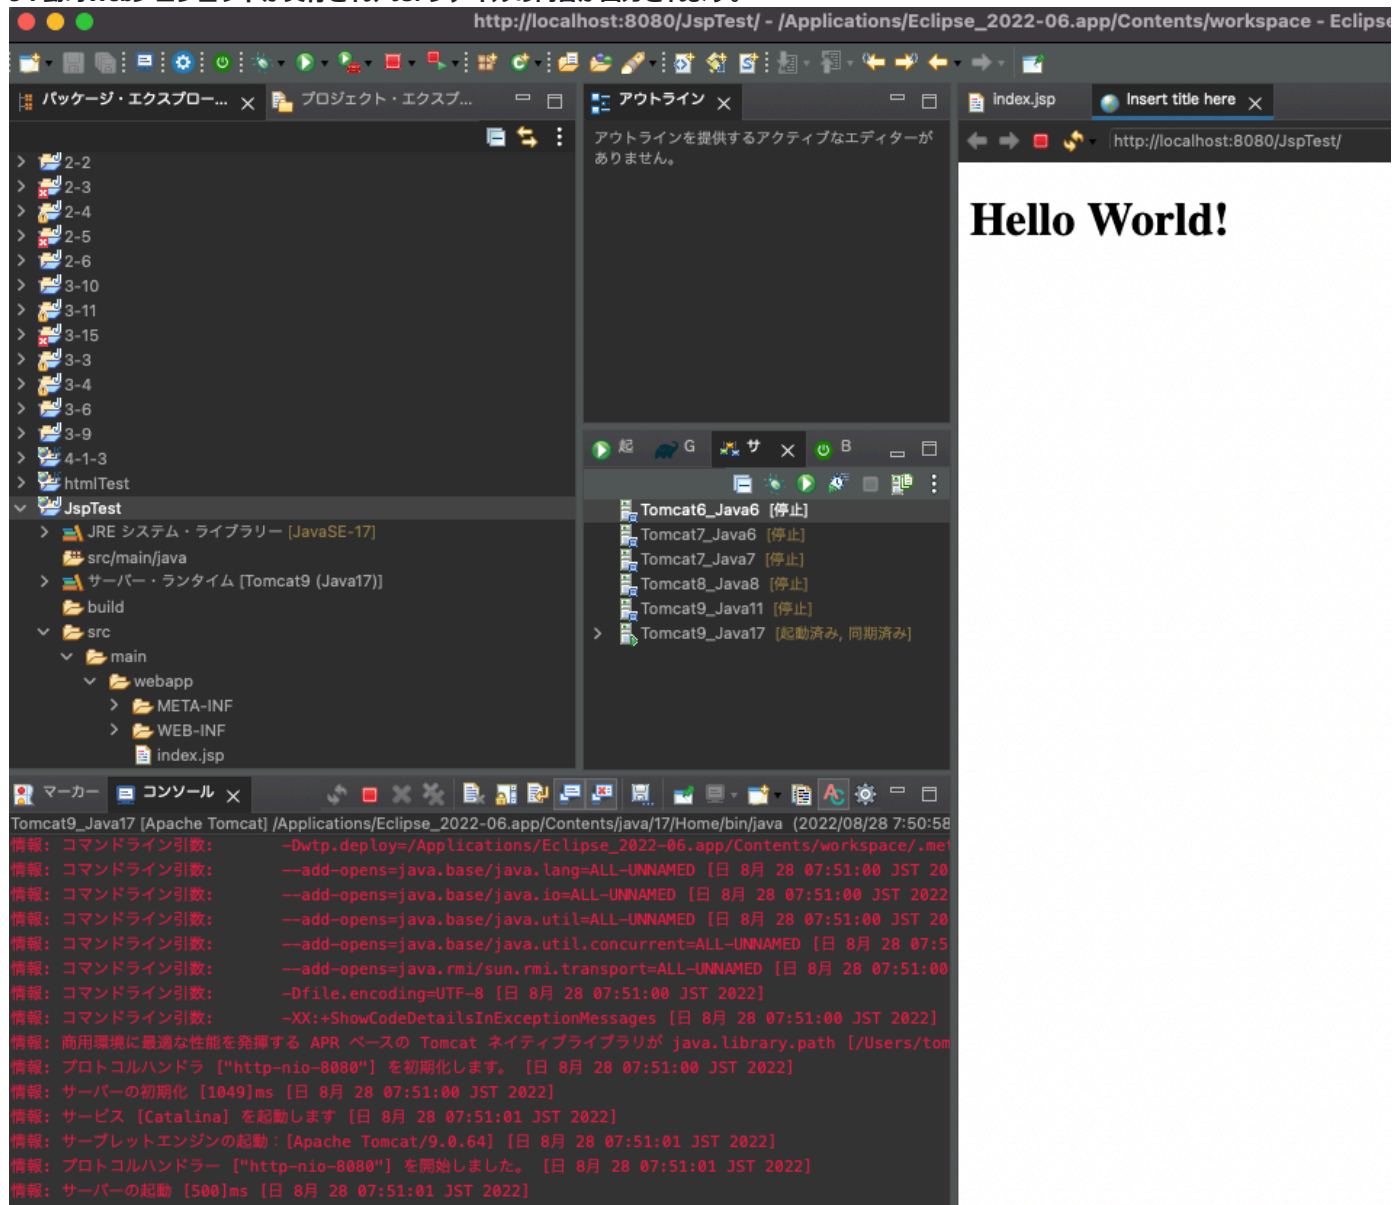 http://localhost:8080/JspTest/ - /Applications/Eclipse_2022-06.app/Contents/workspace - Eclipse
パッケージ・エクスプロー...
プロジェクト・エクスプ...
2-2
2-3
2-4
2-5
2-6
3-10
3-11
3-15
3-3
3-4
3-6
3-9
4-1-3
htmlTest
JspTest
JRE システム・ライブラリー [JavaSE-17]
src/main/java
サーバー・ランタイム [Tomcat9 (Java17)]
build
src
main
webapp
META-INF
WEB-INF
index.jsp
アウトライン
アウトラインを提供するアクティブなエディターが
ありません。
起
G
サ
B
Tomcat6_Java6 [停止]
Tomcat7_Java6 [停止]
Tomcat7_Java7 [停止]
Tomcat8_Java8 [停止]
Tomcat9_Java11 [停止]
Tomcat9_Java17 [起動済み, 同期済み]
index.jsp
Insert title here
http://localhost:8080/JspTest/
Hello World!
マーカー
コンソール
Tomcat9_Java17 [Apache Tomcat] /Applications/Eclipse_2022-06.app/Contents/java/17/Home/bin/java (2022/08/28 7:50:58
情報: コマンドライン引数: -Dwtp.deploy=/Applications/Eclipse_2022-06.app/Contents/workspace/.met
情報: コマンドライン引数: --add-opens=java.base/java.lang=ALL-UNNAMED [日 8月 28 07:51:00 JST 20
情報: コマンドライン引数: --add-opens=java.base/java.io=ALL-UNNAMED [日 8月 28 07:51:00 JST 2022
情報: コマンドライン引数: --add-opens=java.base/java.util=ALL-UNNAMED [日 8月 28 07:51:00 JST 20
情報: コマンドライン引数: --add-opens=java.base/java.util.concurrent=ALL-UNNAMED [日 8月 28 07:5
情報: コマンドライン引数: --add-opens=java.rmi/sun.rmi.transport=ALL-UNNAMED [日 8月 28 07:51:00
情報: コマンドライン引数: -Dfile.encoding=UTF-8 [日 8月 28 07:51:00 JST 2022]
情報: コマンドライン引数: -XX:+ShowCodeDetailsInExceptionMessages [日 8月 28 07:51:00 JST 2022]
情報: 商用環境に最適な性能を発揮する APR ベースの Tomcat ネイティブライブラリが java.library.path [/Users/tom
情報: プロトコルハンドラ ["http-nio-8080"] を初期化します。 [日 8月 28 07:51:00 JST 2022]
情報: サーバーの初期化 [1049]ms [日 8月 28 07:51:00 JST 2022]
情報: サービス [Catalina] を起動します [日 8月 28 07:51:01 JST 2022]
情報: サーブレットエンジンの起動：[Apache Tomcat/9.0.64] [日 8月 28 07:51:01 JST 2022]
情報: プロトコルハンドラー ["http-nio-8080"] を開始しました。 [日 8月 28 07:51:01 JST 2022]
情報: サーバーの起動 [500]ms [日 8月 28 07:51:01 JST 2022]